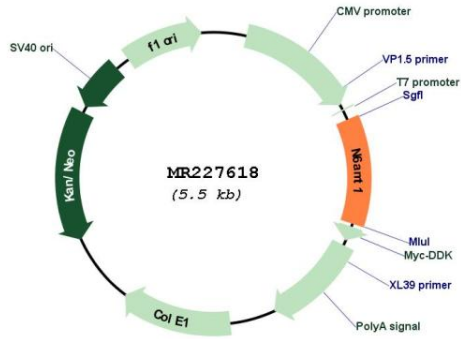 CMV promoter
VP1.5 primer
T7 promoter
SgfI
N6amt1
MluI
Myc-DDK
XL39 primer
PolyA signal
Col E1
Kan/Neo
SV40 ori
f1 ori
MR227618
(5.5 kb)